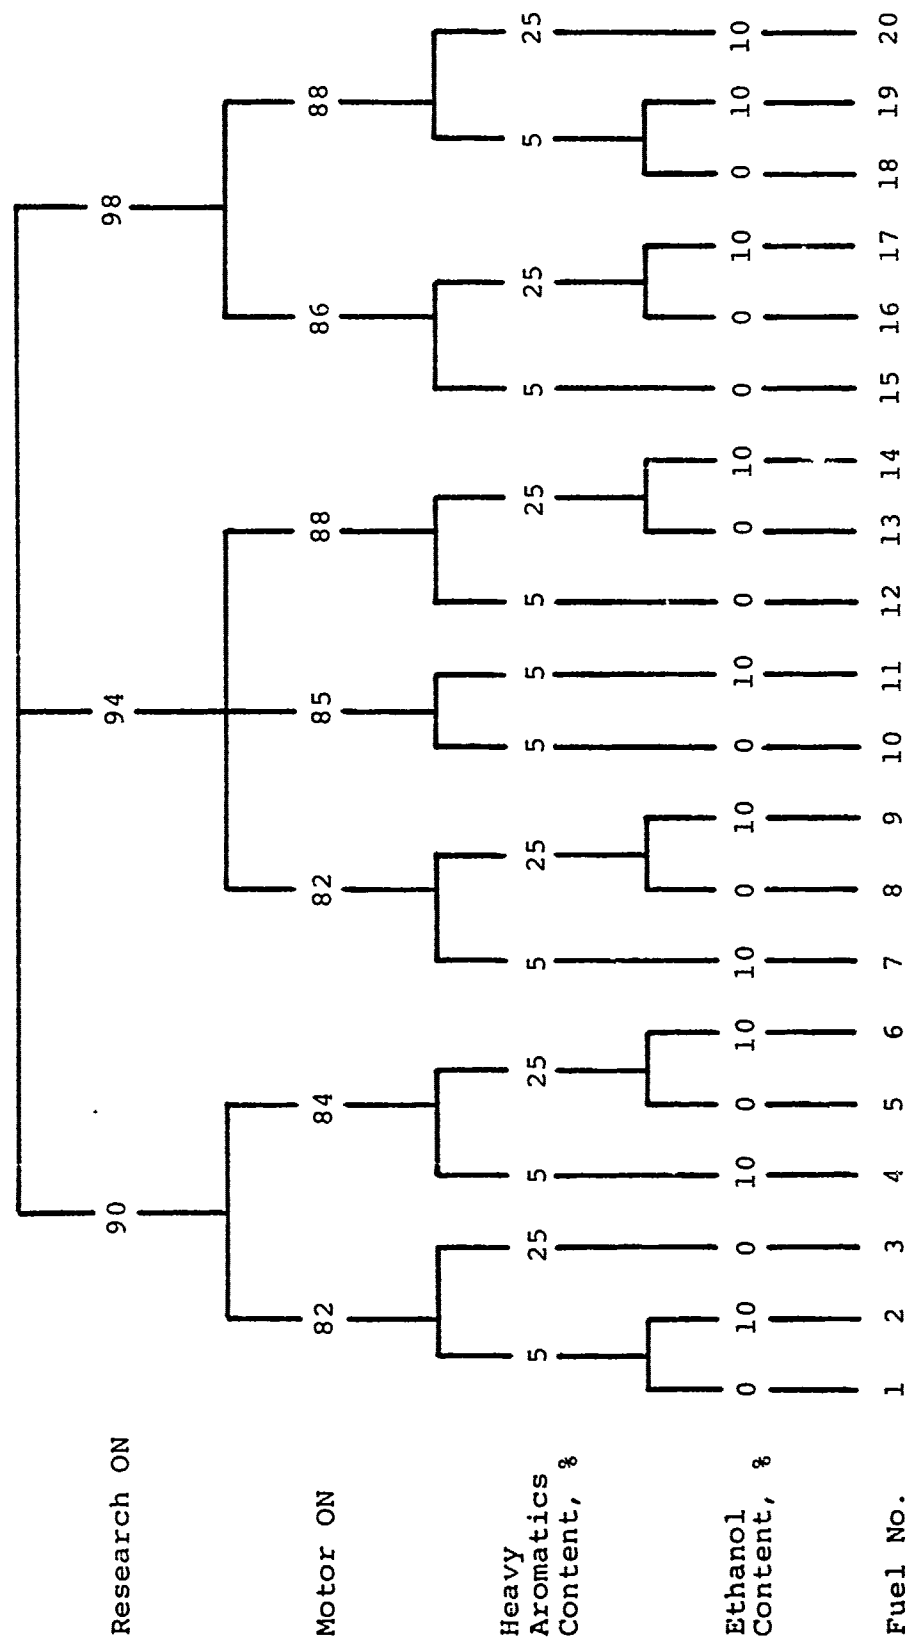 Research ON 90 94 98
Motor ON 82 84 82 85 88 86 88
Heavy
Aromatics
Content, % 5 25 5 25 5 25 5 5 5 25 5 25 5 25
Ethanol
Content, % 0 10 0 10 0 10 10 0 10 0 10 0 0 10 0 0 10 0 10 10
Fuel No. 1 2 3 4 5 6 7 8 9 10 11 12 13 14 15 16 17 18 19 20